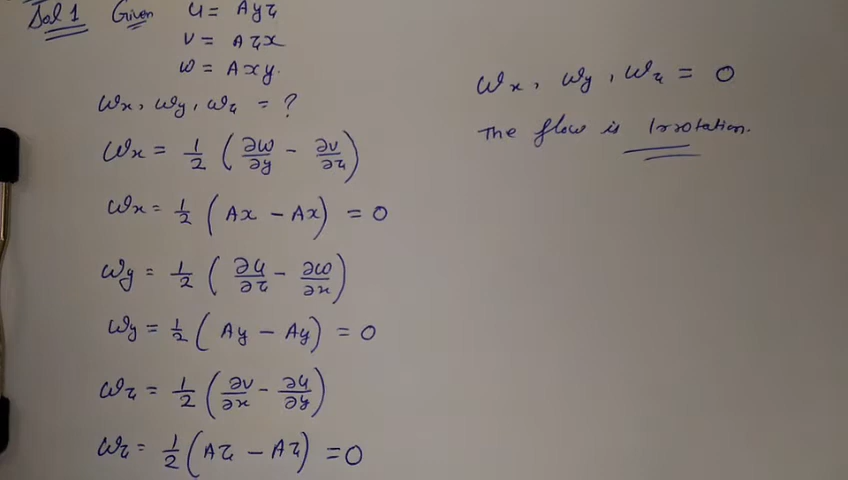 Sol 1 Given u = Ayz
v = Azx
w = Axy.
ωx, ωy, ωz = ?
ωx = 1/2 (∂w/∂y - ∂v/∂z)
ωx = 1/2 (Ax - Ax) = 0
ωy = 1/2 (∂u/∂z - ∂w/∂x)
ωy = 1/2 (Ay - Ay) = 0
ωz = 1/2 (∂v/∂x - ∂u/∂y)
ωz = 1/2 (Az - Az) = 0
ωx, ωy, ωz = 0
The flow is Irrotation.